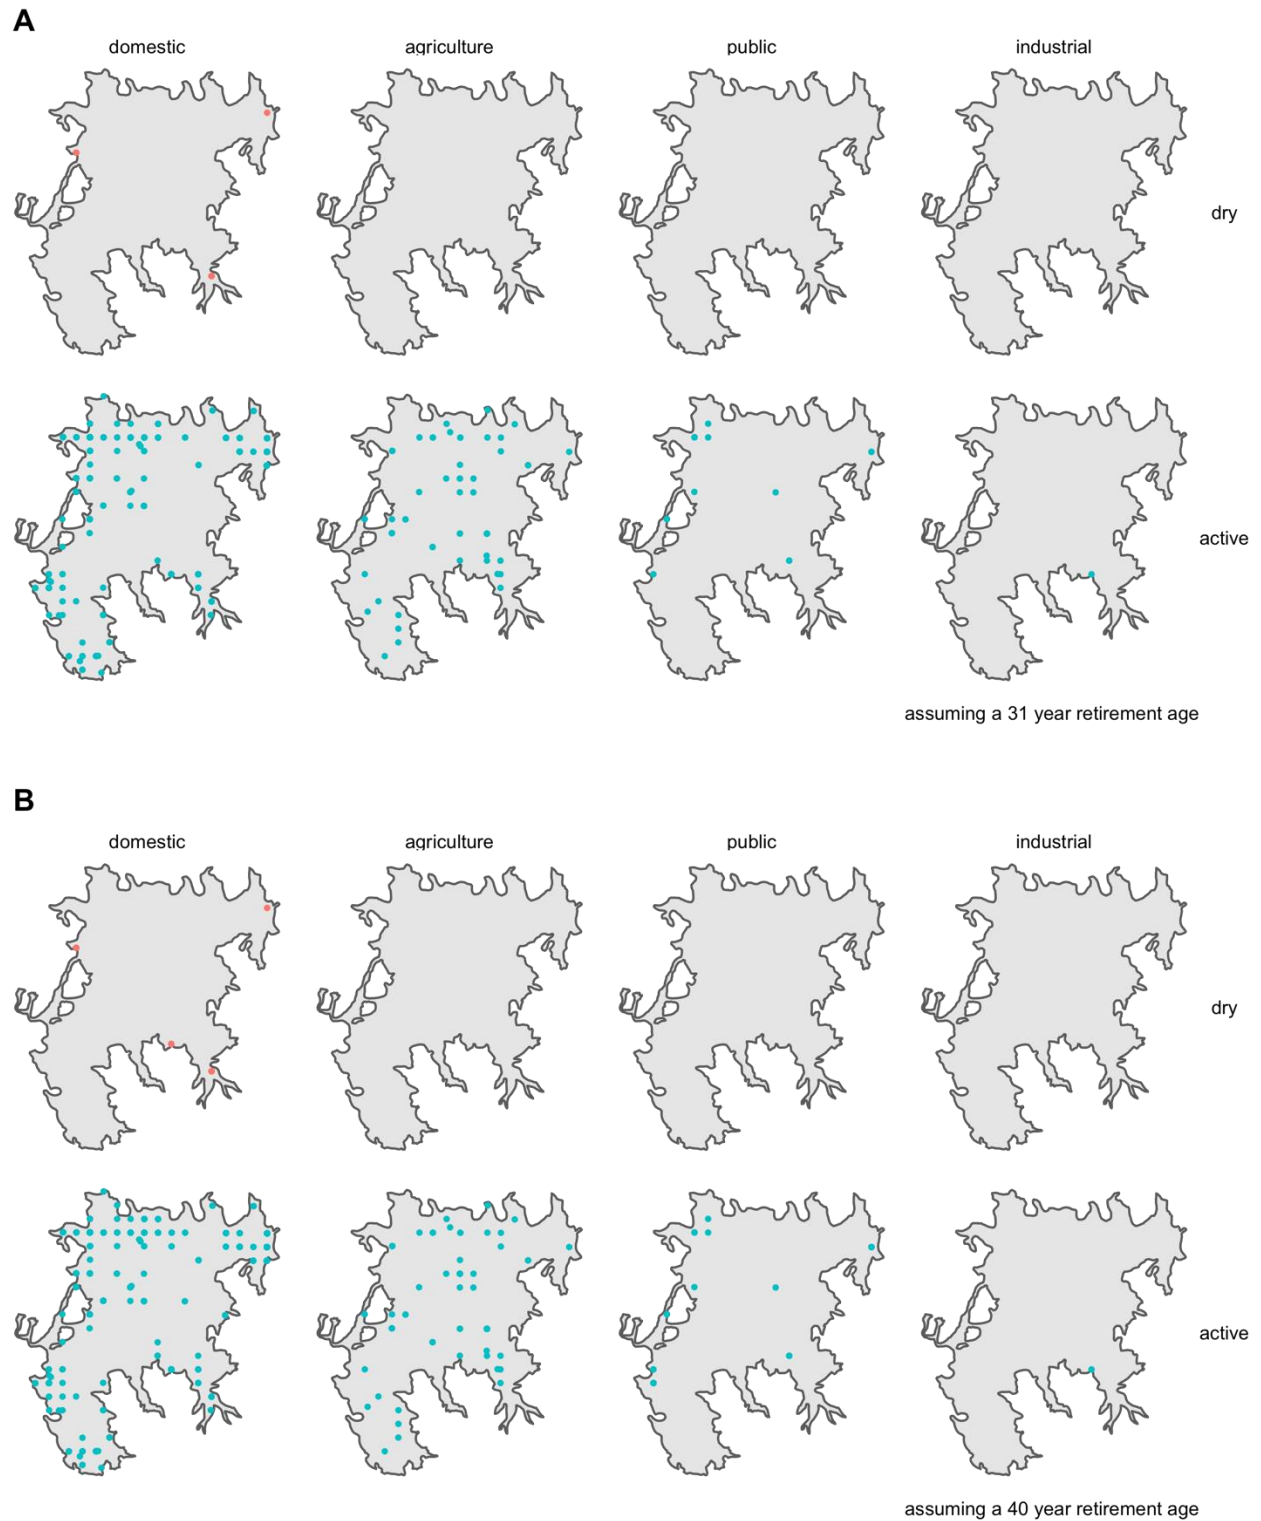 A
domestic agriculture public industrial
dry
active
assuming a 31 year retirement age
B
domestic agriculture public industrial
dry
active
assuming a 40 year retirement age